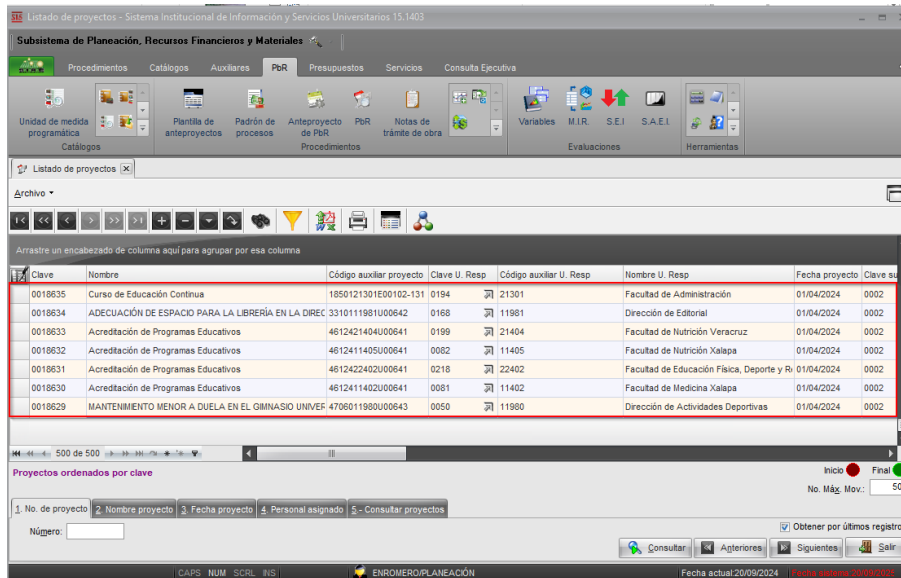 Listado de proyectos - Sistema Institucional de Información y Servicios Universitarios 15.1403
Subsistema de Planeación, Recursos Financieros y Materiales
Procedimientos Catálogos Auxiliares PbR Presupuestos Servicios Consulta Ejecutiva
Unidad de medida programática Plantilla de anteproyectos Padrón de procesos Anteproyecto de PbR PbR Notas de trámite de obra Variables M.I.R. S.E.I S.A.E.I.
Catálogos Procedimientos Evaluaciones Herramientas
Listado de proyectos
Archivo
Arrastre un encabezado de columna aquí para agrupar por esa columna
Clave Nombre Código auxiliar proyecto Clave U. Resp Código auxiliar U. Resp Nombre U. Resp Fecha proyecto Clave su
0018635 Curso de Educación Continua 1850121301E00102-131 0194 21301 Facultad de Administración 01/04/2024 0002
0018634 ADECUACIÓN DE ESPACIO PARA LA LIBRERÍA EN LA DIREC 3310111981U00642 0168 11981 Dirección de Editorial 01/04/2024 0002
0018633 Acreditación de Programas Educativos 4612421404U00641 0199 21404 Facultad de Nutrición Veracruz 01/04/2024 0002
0018632 Acreditación de Programas Educativos 4612411405U00641 0082 11405 Facultad de Nutrición Xalapa 01/04/2024 0002
0018631 Acreditación de Programas Educativos 4612422402U00641 0218 22402 Facultad de Educación Física, Deporte y R 01/04/2024 0002
0018630 Acreditación de Programas Educativos 4612411402U00641 0081 11402 Facultad de Medicina Xalapa 01/04/2024 0002
0018629 MANTENIMIENTO MENOR A DUELA EN EL GIMNASIO UNIVER 4706011980U00643 0050 11980 Dirección de Actividades Deportivas 01/04/2024 0002
500 de 500
Proyectos ordenados por clave
Inicio Final
No. Máx. Mov.: 50
1. No. de proyecto 2. Nombre proyecto 3. Fecha proyecto 4. Personal asignado 5 - Consultar proyectos
Número:
Obtener por últimos registro
Consultar Anteriores Siguientes Salir
CAPS NUM SCRL INS ENROMERO/PLANEACIÓN Fecha actual:20/09/2024